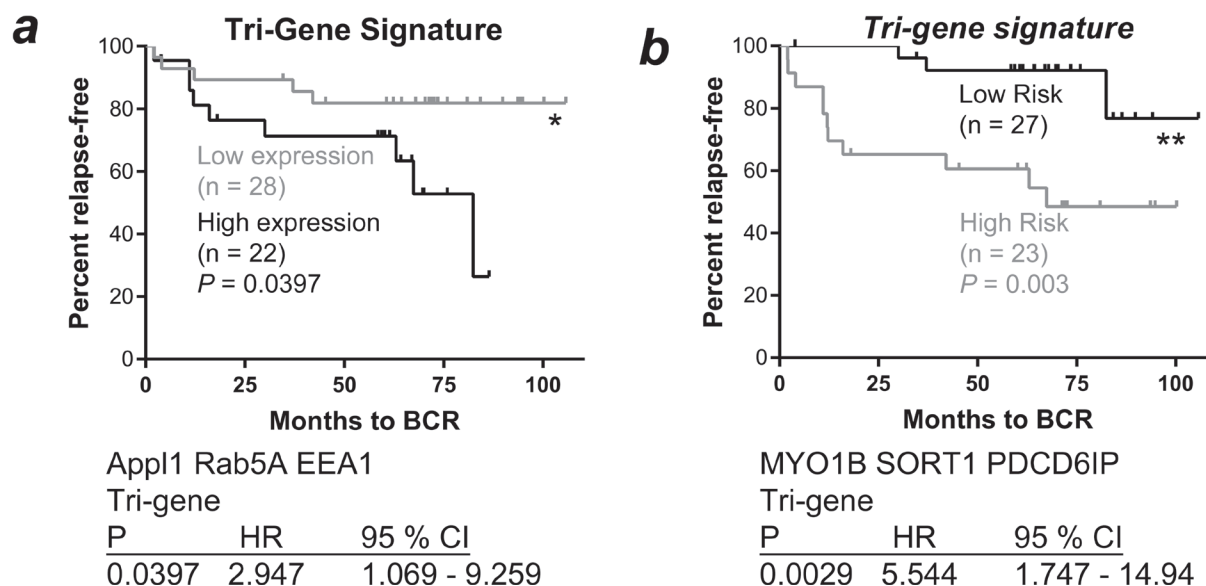 a
Tri-Gene Signature
Percent relapse-free
100
80
60
40
20
0
Low expression
(n = 28)
High expression
(n = 22)
P = 0.0397
*
0 25 50 75 100
Months to BCR
Appl1 Rab5A EEA1
Tri-gene
P HR 95 % CI
0.0397 2.947 1.069 - 9.259
b
Tri-gene signature
Percent relapse-free
100
80
60
40
20
0
Low Risk
(n = 27)
**
High Risk
(n = 23)
P = 0.003
0 25 50 75 100
Months to BCR
MYO1B SORT1 PDCD6IP
Tri-gene
P HR 95 % CI
0.0029 5.544 1.747 - 14.94